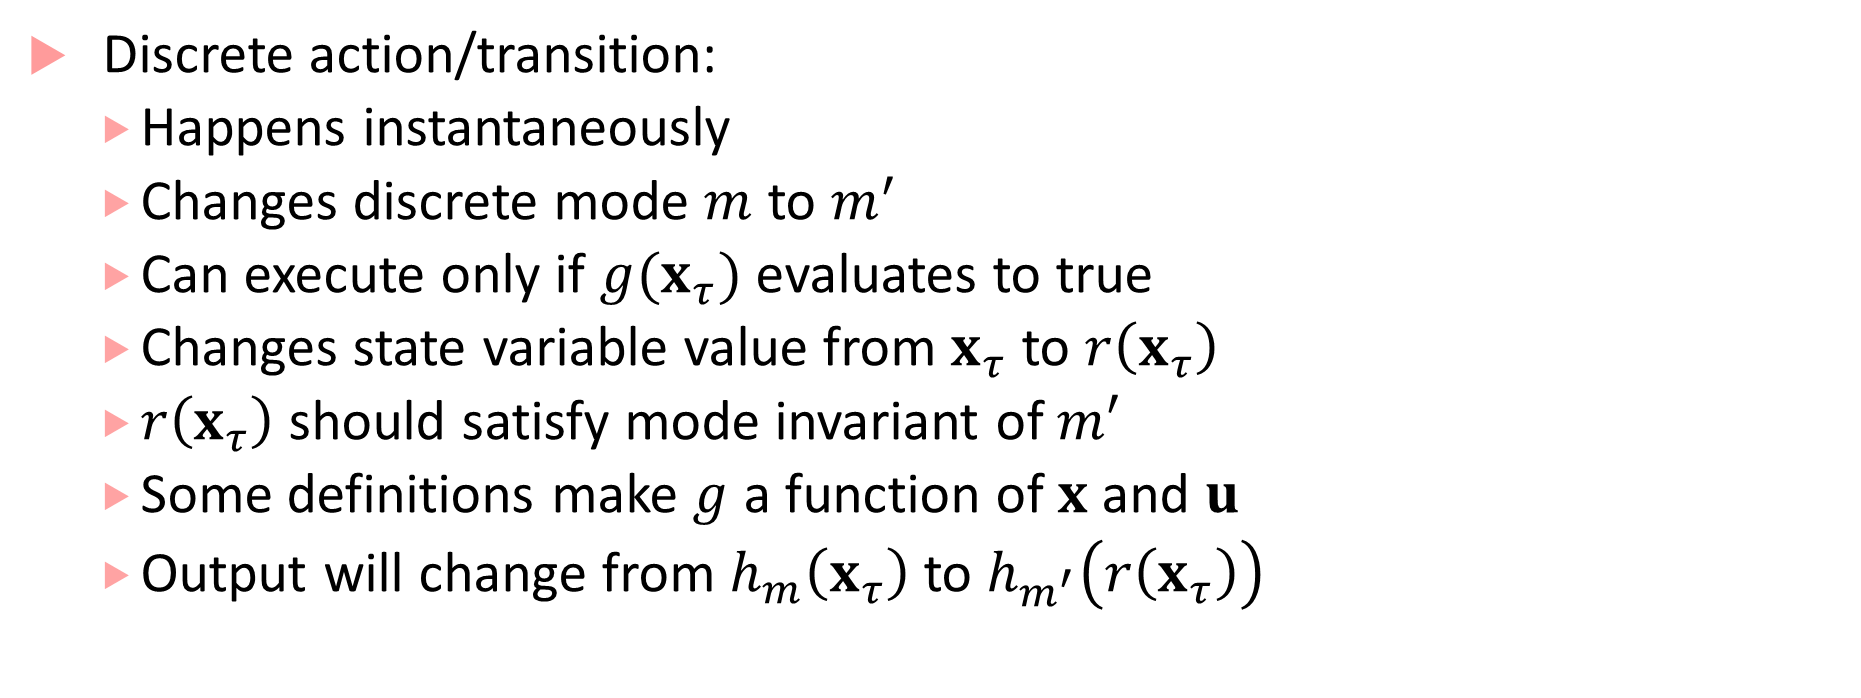 Discrete action/transition:
Happens instantaneously
Changes discrete mode 𝑚 to 𝑚′
Can execute only if 𝑔(𝐱_𝜏) evaluates to true
Changes state variable value from 𝐱_𝜏 to 𝑟(𝐱_𝜏)
𝑟(𝐱_𝜏) should satisfy mode invariant of 𝑚′
Some definitions make 𝑔 a function of 𝐱 and 𝐮
Output will change from ℎ_𝑚(𝐱_𝜏) to ℎ_𝑚′(𝑟(𝐱_𝜏))